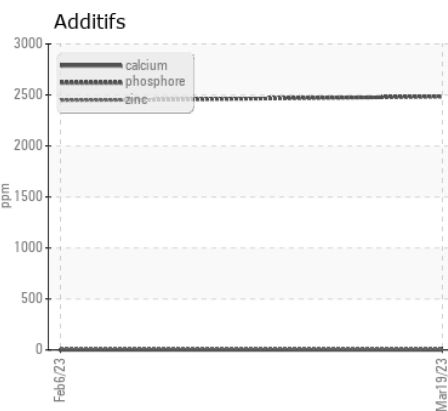 Additifs
3000
calcium
phosphore
zinc
2500
2000
1500
1000
500
0
ppm
Feb6/23
Mar19/23